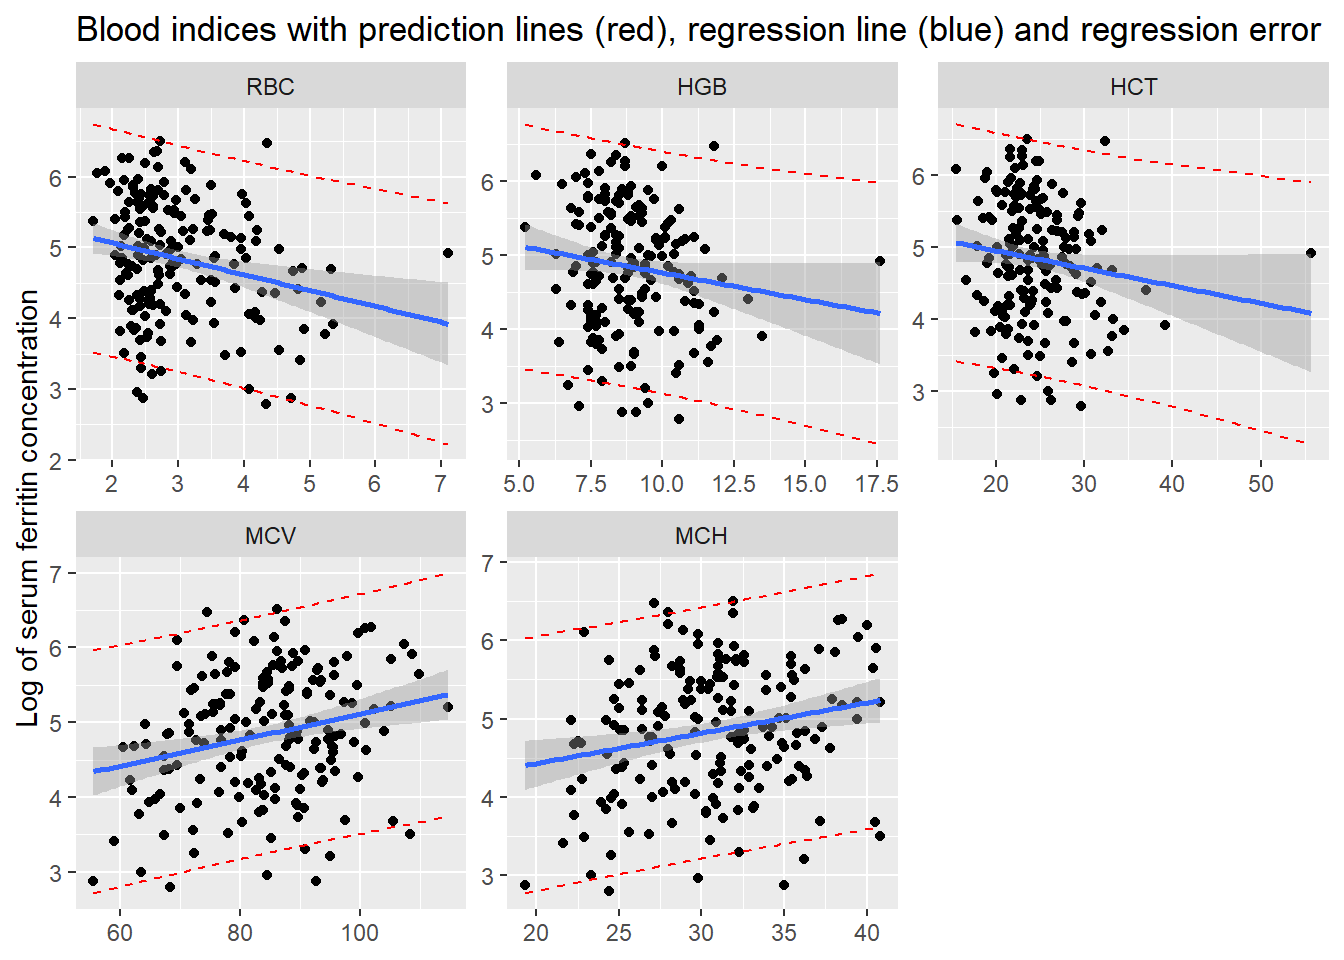 Blood indices with prediction lines (red), regression line (blue) and regression error
Log of serum ferritin concentration
RBC
6
5
4
3
2
2 3 4 5 6 7
HGB
6
5
4
3
5.0 7.5 10.0 12.5 15.0 17.5
HCT
6
5
4
3
20 30 40 50
MCV
7
6
5
4
3
60 80 100
MCH
7
6
5
4
3
20 25 30 35 40